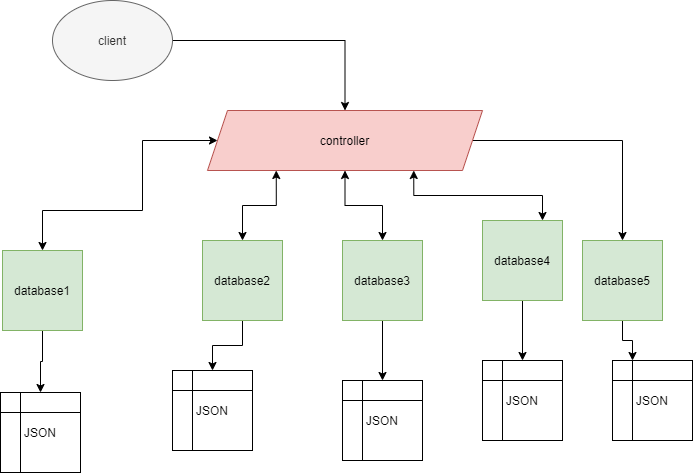 client
controller
database1
database2
database3
database4
database5
JSON
JSON
JSON
JSON
JSON